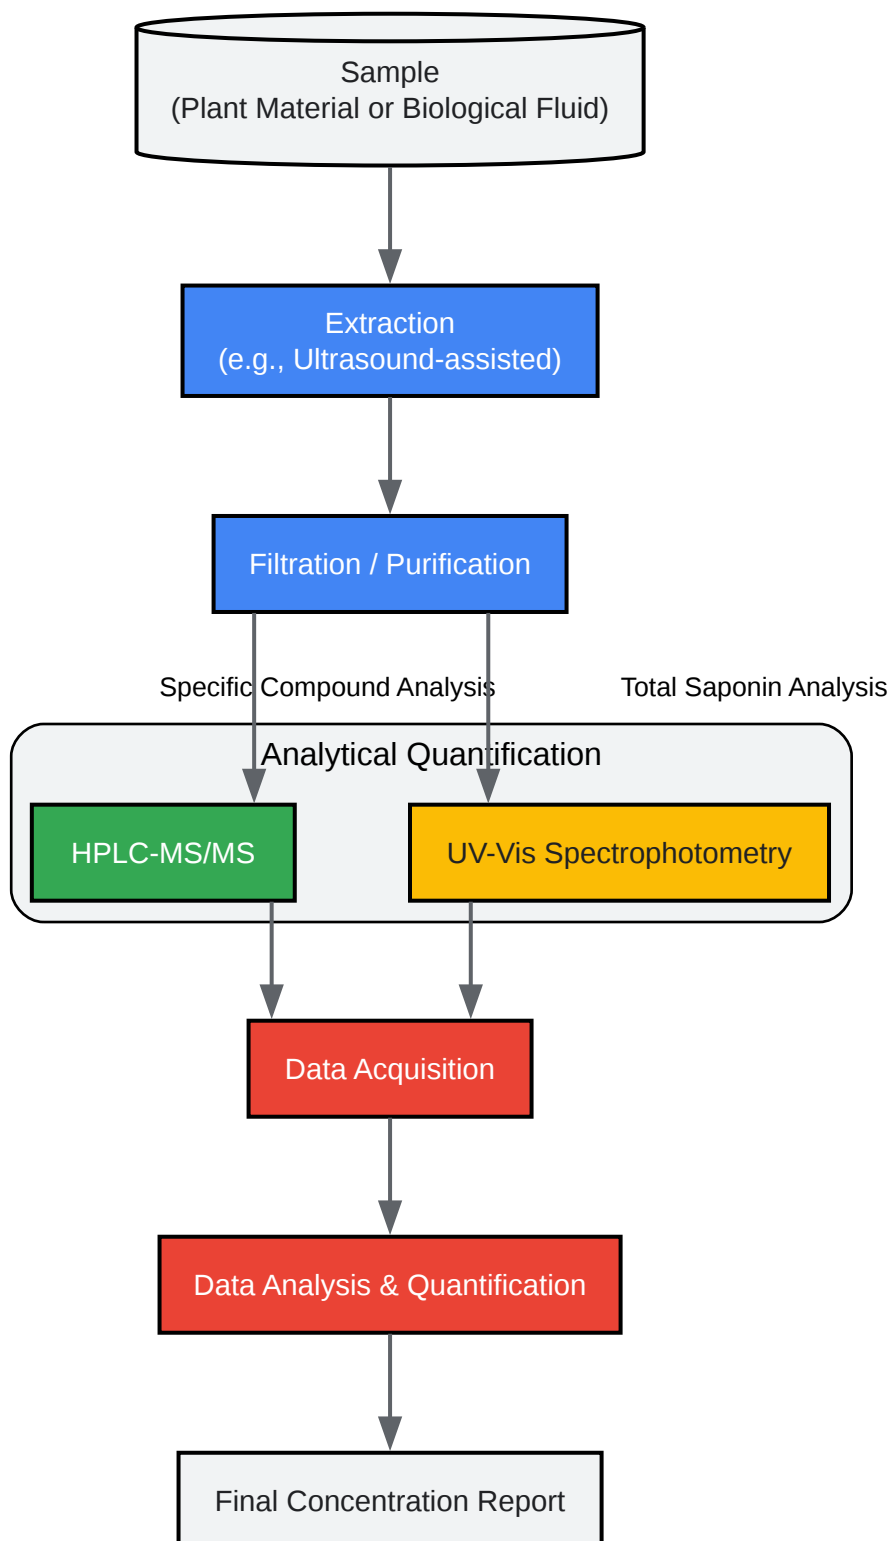 Sample
(Plant Material or Biological Fluid)
Extraction
(e.g., Ultrasound-assisted)
Filtration / Purification
Specific Compound Analysis
Total Saponin Analysis
Analytical Quantification
HPLC-MS/MS
UV-Vis Spectrophotometry
Data Acquisition
Data Analysis & Quantification
Final Concentration Report